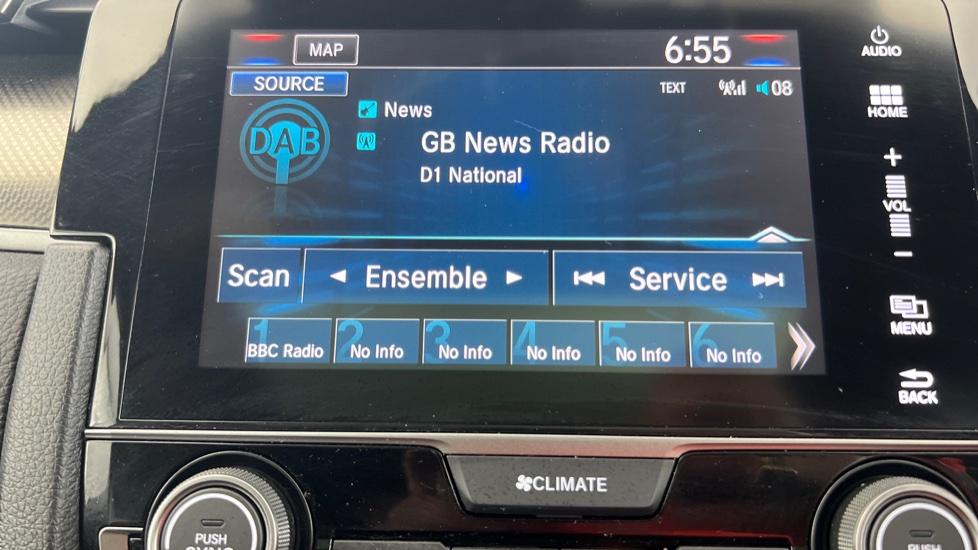 MAP
6:55
AUDIO
SOURCE
TEXT
08
HOME
DAB
News
GB News Radio
D1 National
+
VOL
-
Scan
Ensemble
Service
MENU
1
BBC Radio
2
No Info
3
No Info
4
No Info
5
No Info
6
No Info
BACK
CLIMATE
PUSH
SYNC
PUSH